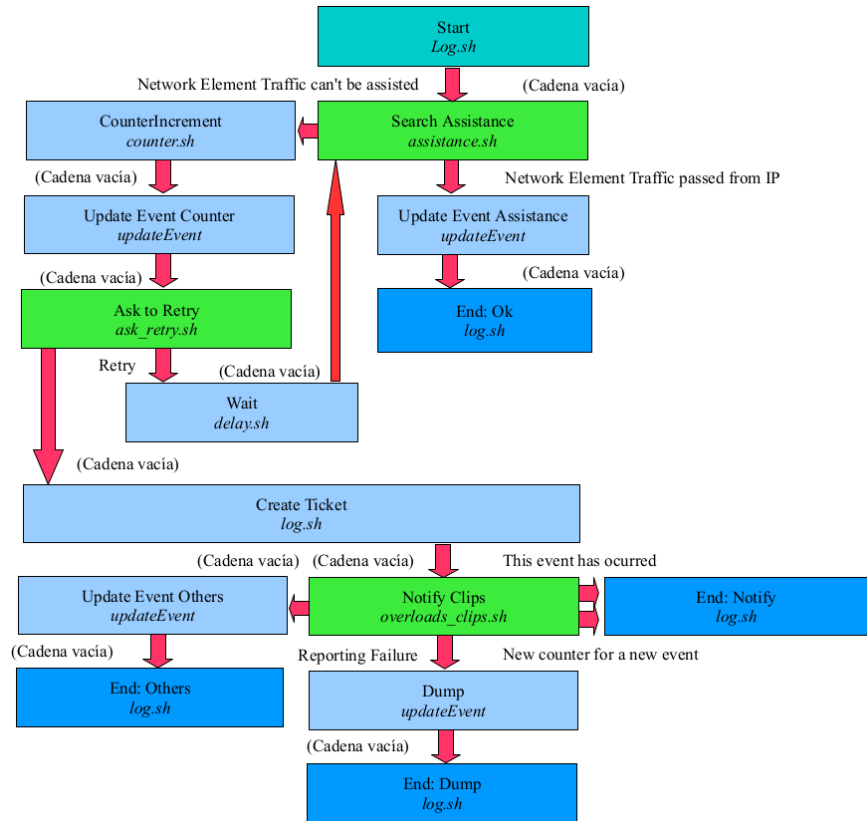 Start
Log.sh
Network Element Traffic can't be assisted
(Cadena vacía)
CounterIncrement
counter.sh
Search Assistance
assistance.sh
(Cadena vacía)
Network Element Traffic passed from IP
Update Event Counter
updateEvent
Update Event Assistance
updateEvent
(Cadena vacía)
(Cadena vacía)
Ask to Retry
ask_retry.sh
End: Ok
log.sh
Retry
(Cadena vacía)
Wait
delay.sh
(Cadena vacía)
Create Ticket
log.sh
(Cadena vacía)
(Cadena vacía)
This event has ocurred
Update Event Others
updateEvent
Notify Clips
overloads_clips.sh
End: Notify
log.sh
(Cadena vacía)
Reporting Failure
New counter for a new event
End: Others
log.sh
Dump
updateEvent
(Cadena vacía)
End: Dump
log.sh